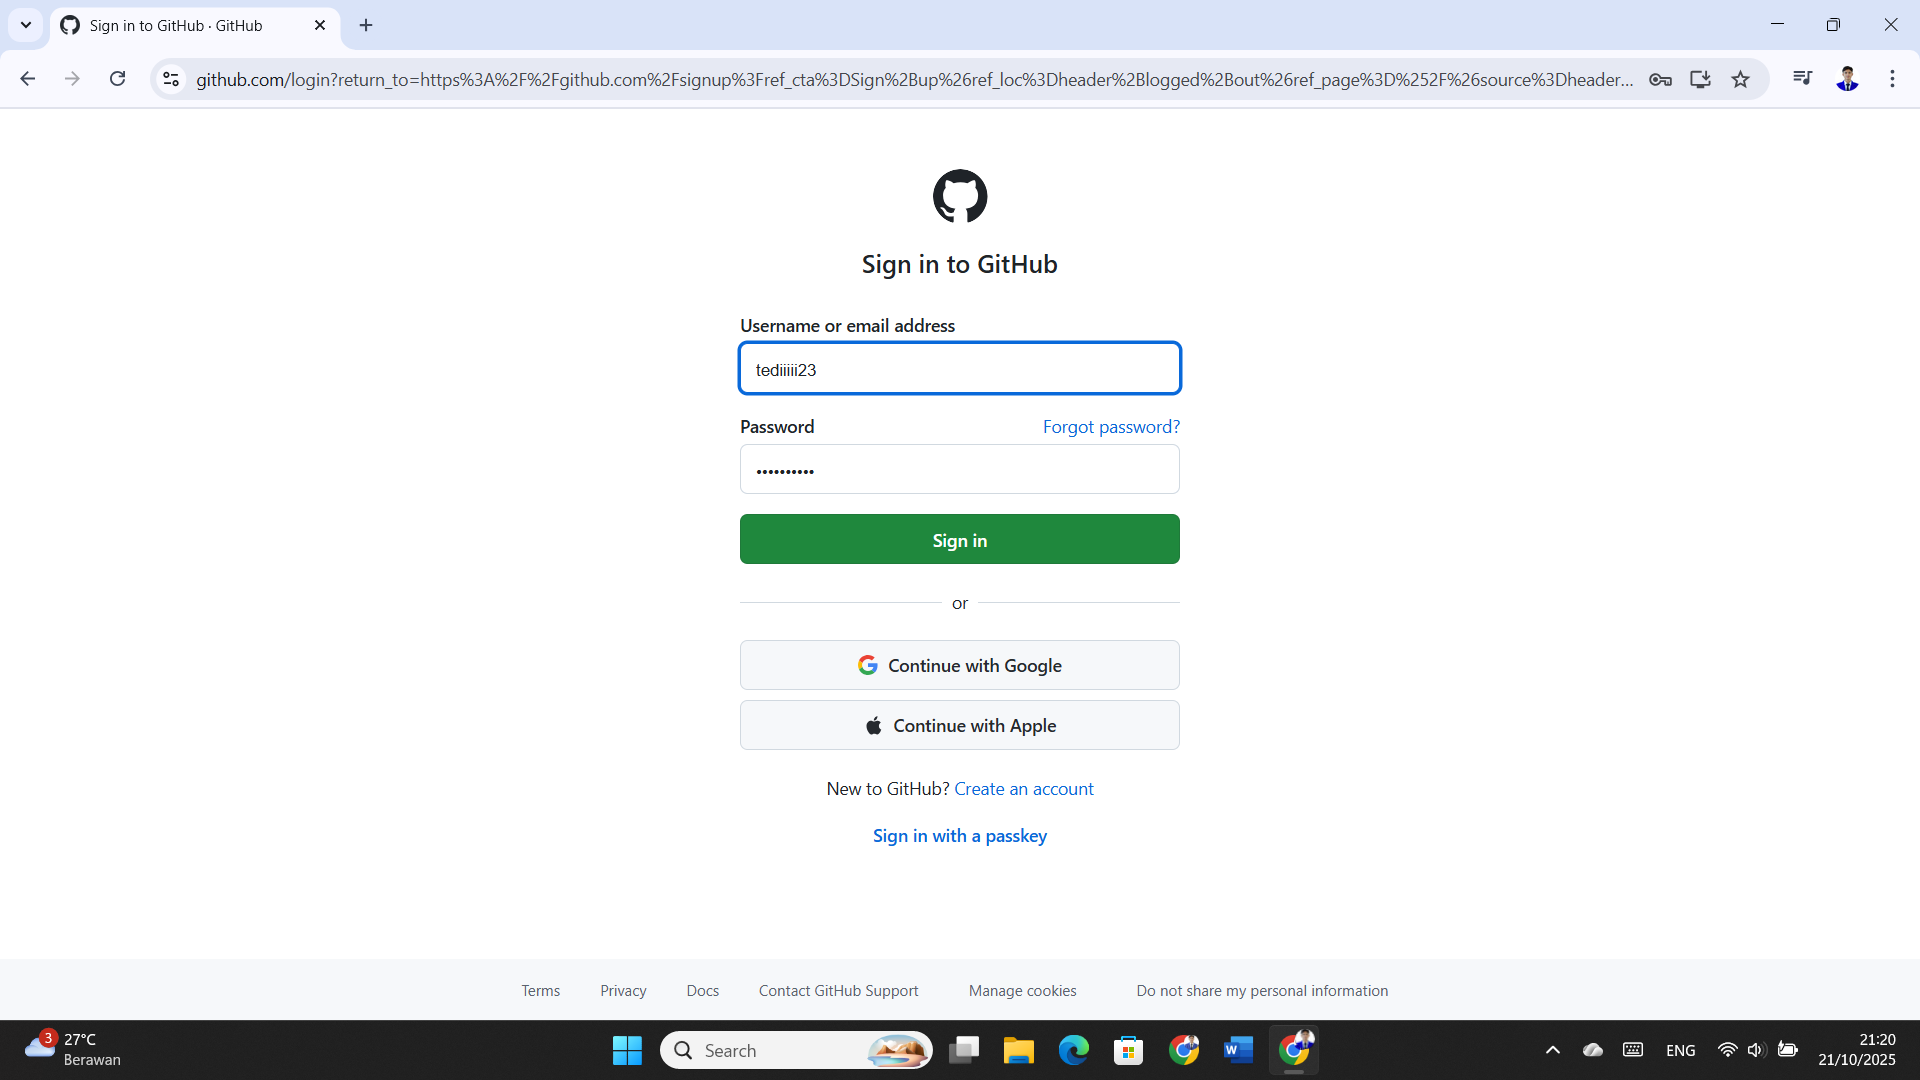 Sign in to GitHub · GitHub
github.com/login?return_to=https%3A%2F%2Fgithub.com%2Fsignup%3Fref_cta%3DSign%2Bup%26ref_loc%3Dheader%2Blogged%2Bout%26ref_page%3D%252F%26source%3Dheader...
Sign in to GitHub
Username or email address
tediiiii23
Password
Forgot password?
••••••••••
Sign in
or
Continue with Google
Continue with Apple
New to GitHub? Create an account
Sign in with a passkey
Terms
Privacy
Docs
Contact GitHub Support
Manage cookies
Do not share my personal information
3
27°C
Berawan
Search
W
ENG
21:20
21/10/2025